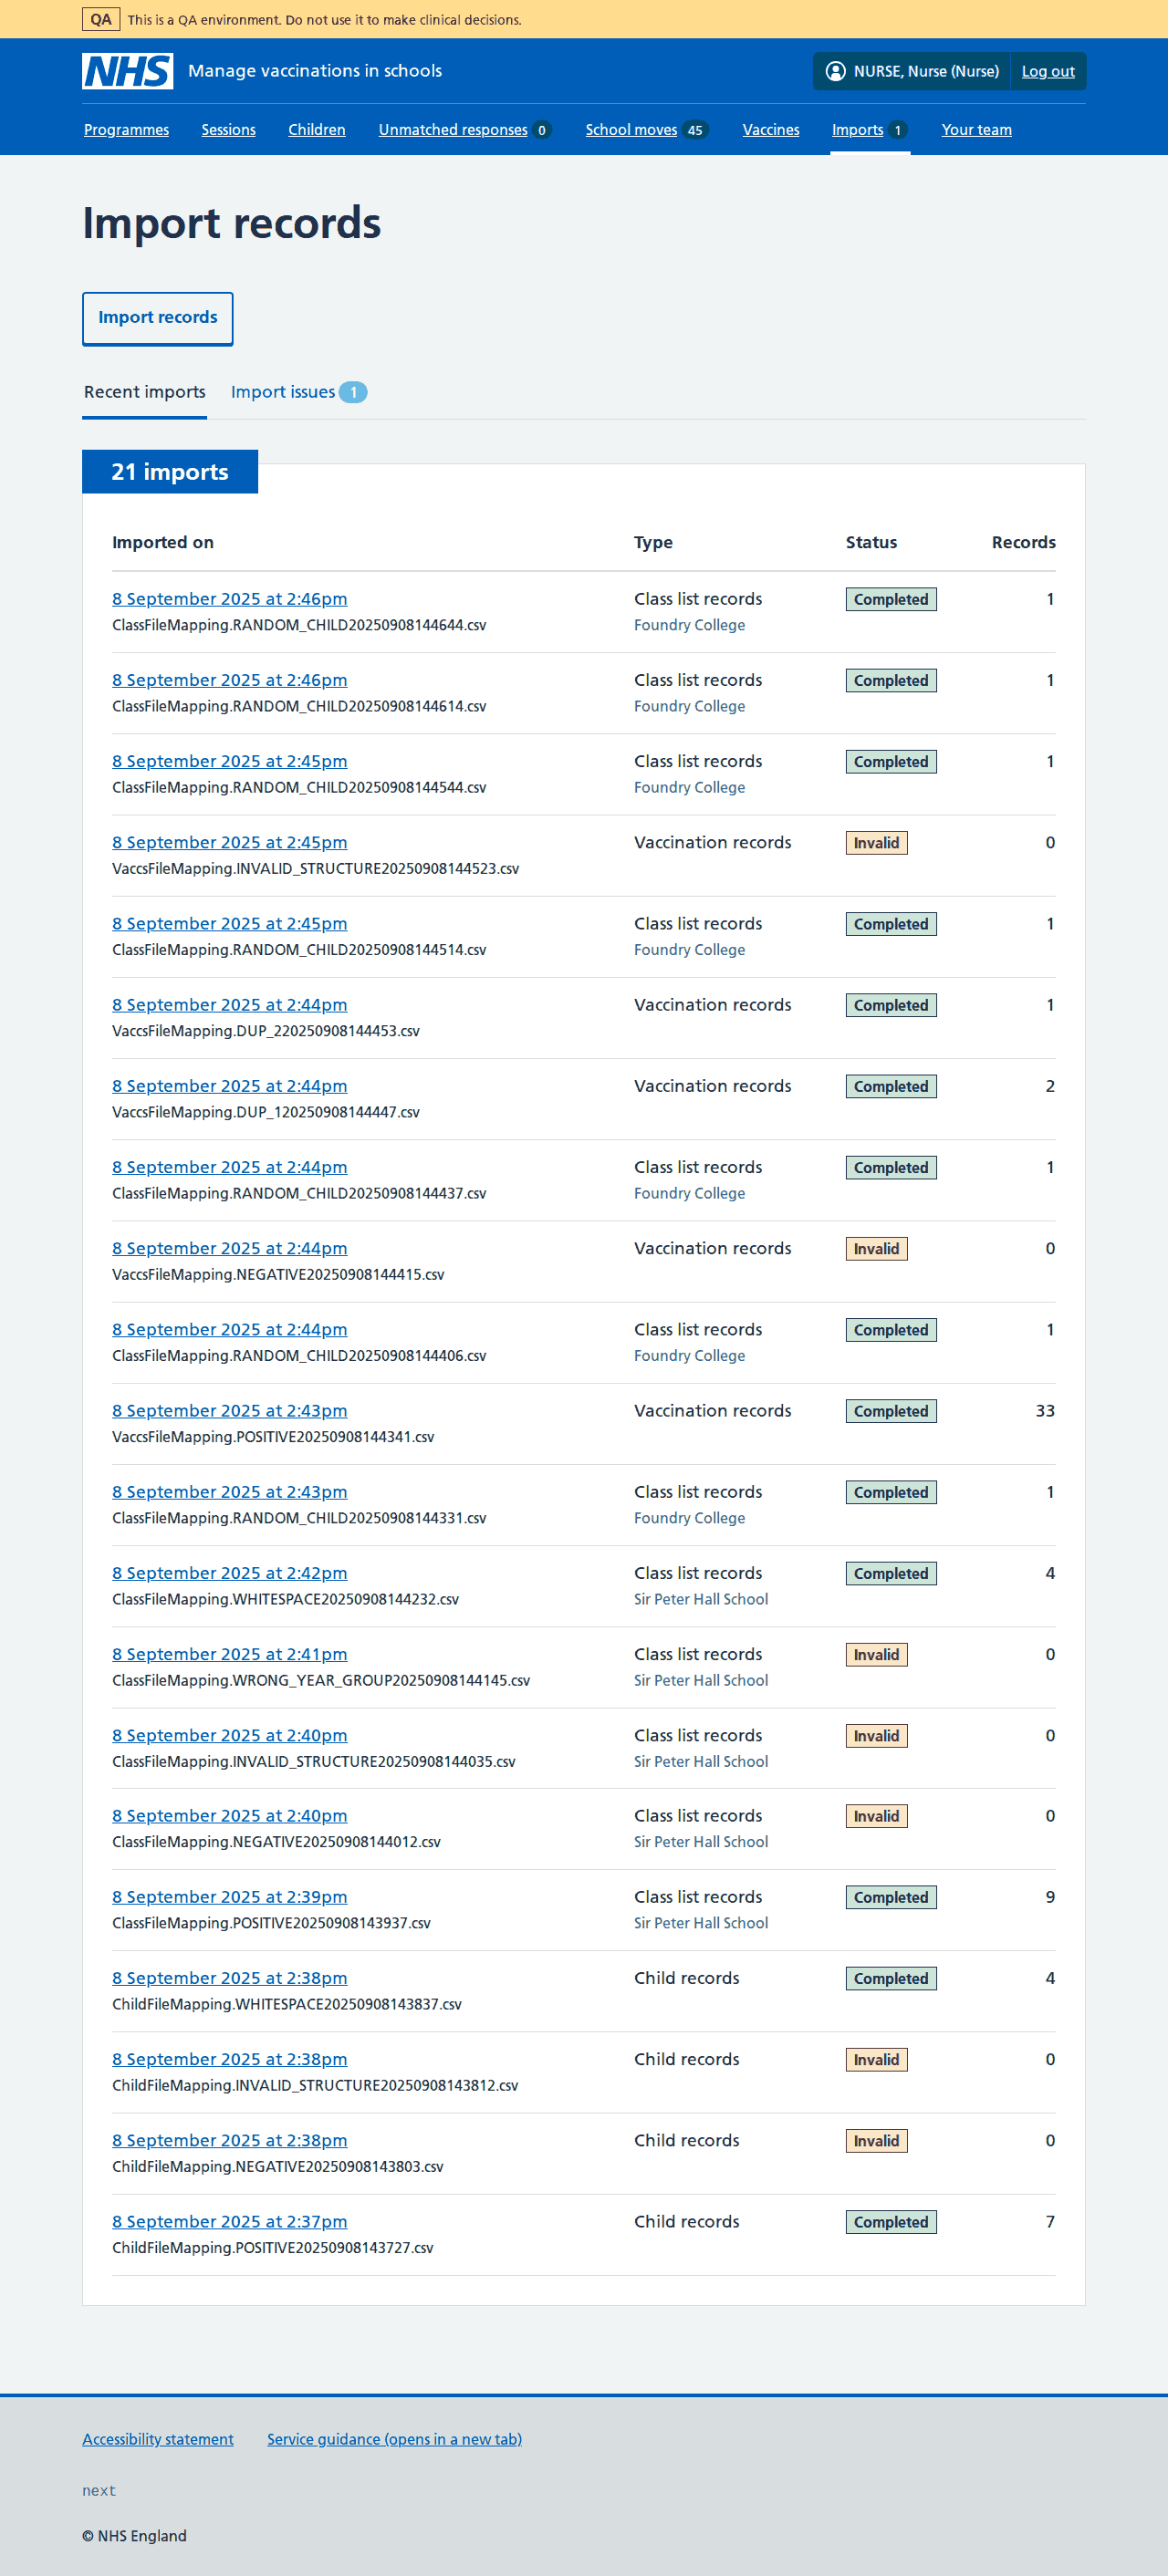 QA This is a QA environment. Do not use it to make clinical decisions.
NHS Manage vaccinations in schools NURSE, Nurse (Nurse) Log out
Programmes Sessions Children Unmatched responses 0 School moves 45 Vaccines Imports 1 Your team
Import records
Import records
Recent imports Import issues 1
21 imports
Imported on Type Status Records
8 September 2025 at 2:46pm Class list records Completed 1
ClassFileMapping.RANDOM_CHILD20250908144644.csv Foundry College
8 September 2025 at 2:46pm Class list records Completed 1
ClassFileMapping.RANDOM_CHILD20250908144614.csv Foundry College
8 September 2025 at 2:45pm Class list records Completed 1
ClassFileMapping.RANDOM_CHILD20250908144544.csv Foundry College
8 September 2025 at 2:45pm Vaccination records Invalid 0
VaccsFileMapping.INVALID_STRUCTURE20250908144523.csv
8 September 2025 at 2:45pm Class list records Completed 1
ClassFileMapping.RANDOM_CHILD20250908144514.csv Foundry College
8 September 2025 at 2:44pm Vaccination records Completed 1
VaccsFileMapping.DUP_220250908144453.csv
8 September 2025 at 2:44pm Vaccination records Completed 2
VaccsFileMapping.DUP_120250908144447.csv
8 September 2025 at 2:44pm Class list records Completed 1
ClassFileMapping.RANDOM_CHILD20250908144437.csv Foundry College
8 September 2025 at 2:44pm Vaccination records Invalid 0
VaccsFileMapping.NEGATIVE20250908144415.csv
8 September 2025 at 2:44pm Class list records Completed 1
ClassFileMapping.RANDOM_CHILD20250908144406.csv Foundry College
8 September 2025 at 2:43pm Vaccination records Completed 33
VaccsFileMapping.POSITIVE20250908144341.csv
8 September 2025 at 2:43pm Class list records Completed 1
ClassFileMapping.RANDOM_CHILD20250908144331.csv Foundry College
8 September 2025 at 2:42pm Class list records Completed 4
ClassFileMapping.WHITESPACE20250908144232.csv Sir Peter Hall School
8 September 2025 at 2:41pm Class list records Invalid 0
ClassFileMapping.WRONG_YEAR_GROUP20250908144145.csv Sir Peter Hall School
8 September 2025 at 2:40pm Class list records Invalid 0
ClassFileMapping.INVALID_STRUCTURE20250908144035.csv Sir Peter Hall School
8 September 2025 at 2:40pm Class list records Invalid 0
ClassFileMapping.NEGATIVE20250908144012.csv Sir Peter Hall School
8 September 2025 at 2:39pm Class list records Completed 9
ClassFileMapping.POSITIVE20250908143937.csv Sir Peter Hall School
8 September 2025 at 2:38pm Child records Completed 4
ChildFileMapping.WHITESPACE20250908143837.csv
8 September 2025 at 2:38pm Child records Invalid 0
ChildFileMapping.INVALID_STRUCTURE20250908143812.csv
8 September 2025 at 2:38pm Child records Invalid 0
ChildFileMapping.NEGATIVE20250908143803.csv
8 September 2025 at 2:37pm Child records Completed 7
ChildFileMapping.POSITIVE20250908143727.csv
Accessibility statement Service guidance (opens in a new tab)
next
© NHS England